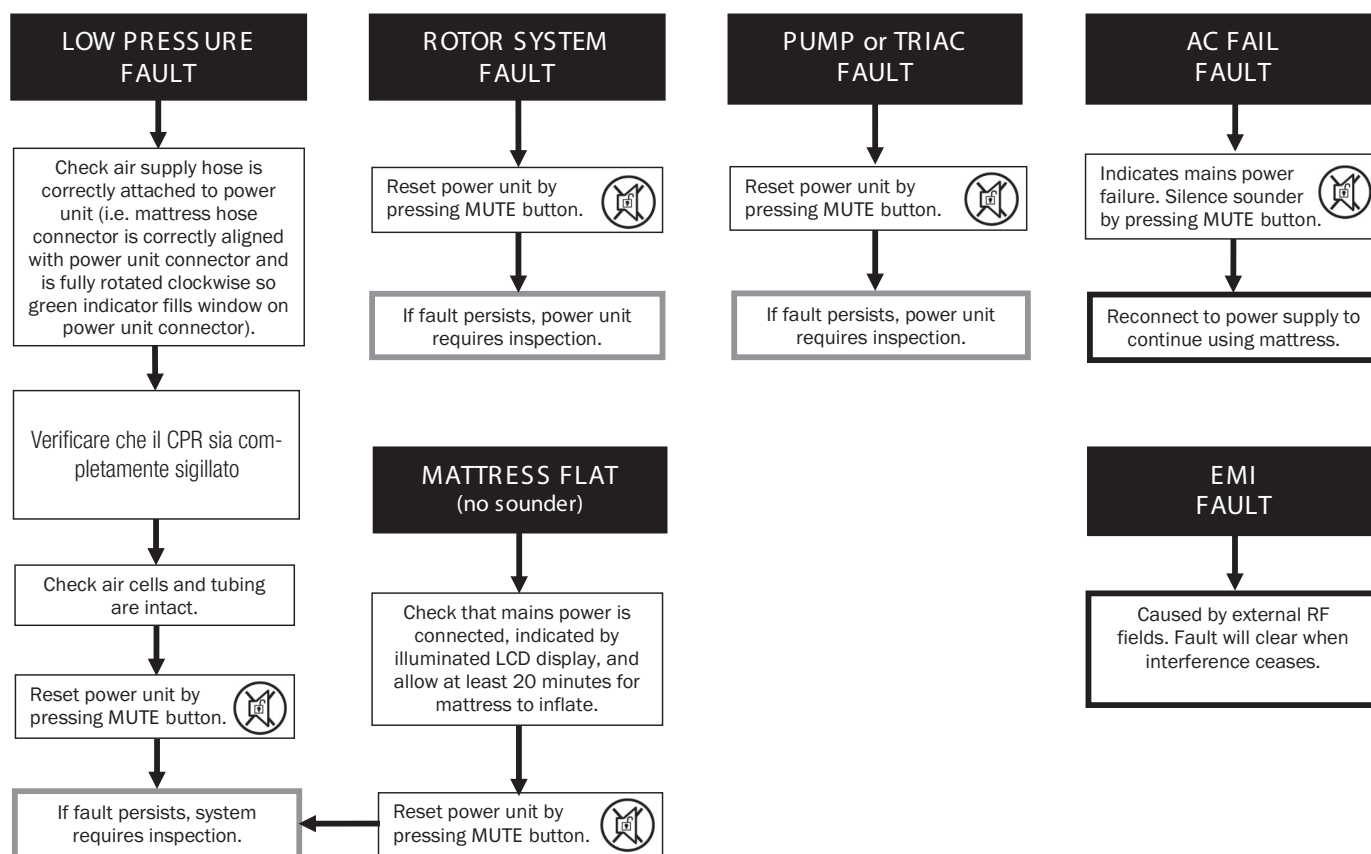 LOW PRESSURE
FAULT
Check air supply hose is
correctly attached to power
unit (i.e. mattress hose
connector is correctly aligned
with power unit connector and
is fully rotated clockwise so
green indicator fills window on
power unit connector).
Verificare che il CPR sia com-
pletamente sigillato
Check air cells and tubing
are intact.
Reset power unit by
pressing MUTE button.
If fault persists, system
requires inspection.
ROTOR SYSTEM
FAULT
Reset power unit by
pressing MUTE button.
If fault persists, power unit
requires inspection.
MATTRESS FLAT
(no sounder)
Check that mains power is
connected, indicated by
illuminated LCD display, and
allow at least 20 minutes for
mattress to inflate.
Reset power unit by
pressing MUTE button.
PUMP or TRIAC
FAULT
Reset power unit by
pressing MUTE button.
If fault persists, power unit
requires inspection.
AC FAIL
FAULT
Indicates mains power
failure. Silence sounder
by pressing MUTE button.
Reconnect to power supply to
continue using mattress.
EMI
FAULT
Caused by external RF
fields. Fault will clear when
interference ceases.